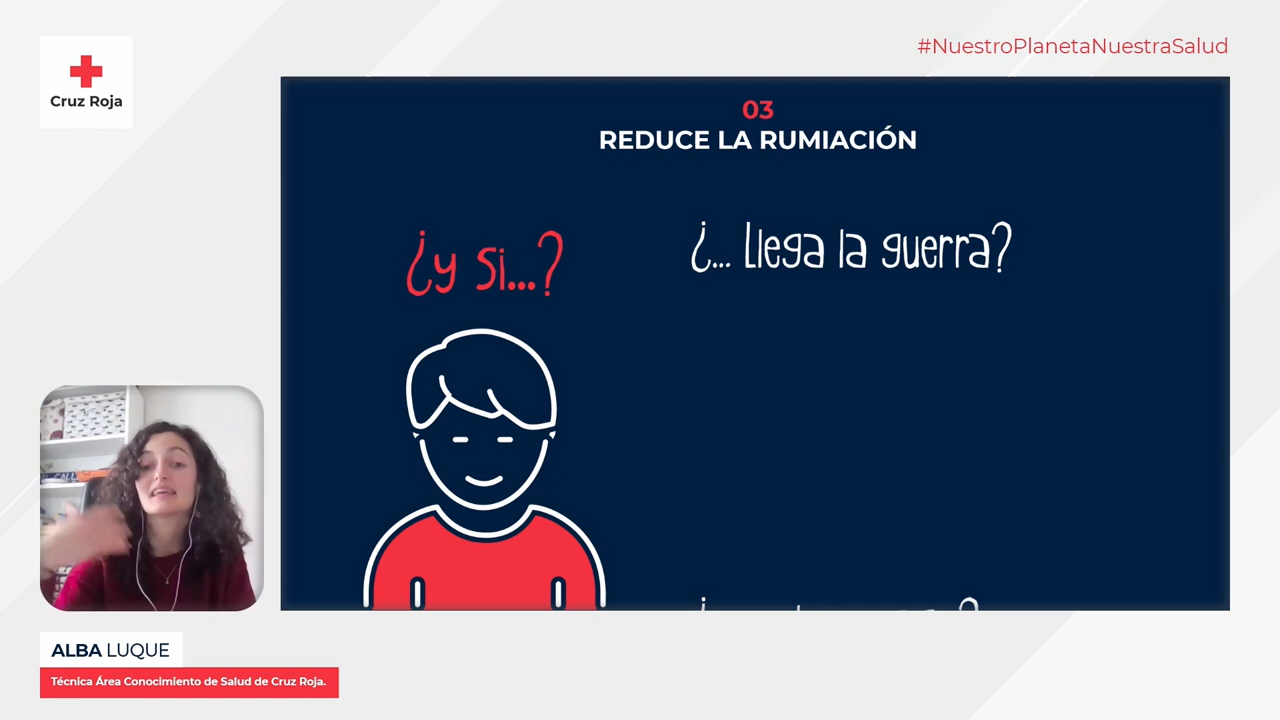 Cruz Roja
#NuestroPlanetaNuestraSalud
03
REDUCE LA RUMIACIÓN
¿y si...?
¿... llega la guerra?
ALBA LUQUE
Técnica Área Conocimiento de Salud de Cruz Roja.